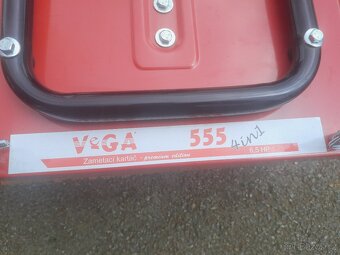 VeGA 555 4in1
Zametací kartáč - premium edition 6,5 HP